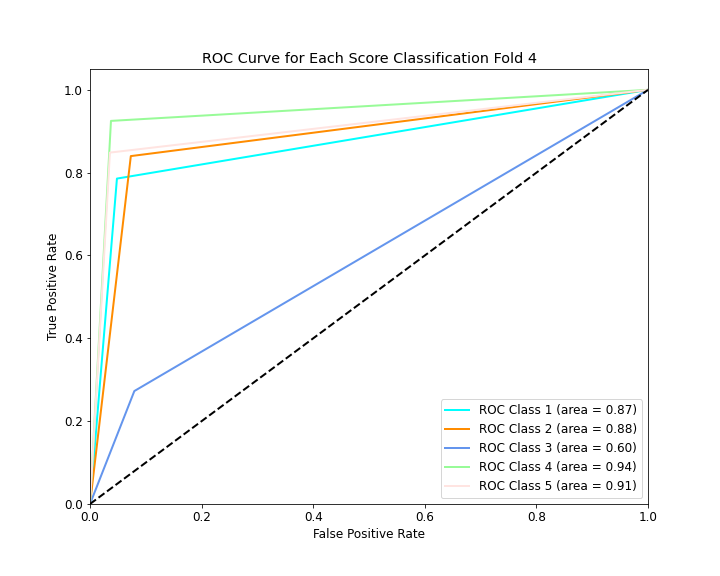 ROC Curve for Each Score Classification Fold 4
True Positive Rate
1.0
0.8
0.6
0.4
0.2
0.0
ROC Class 1 (area = 0.87)
ROC Class 2 (area = 0.88)
ROC Class 3 (area = 0.60)
ROC Class 4 (area = 0.94)
ROC Class 5 (area = 0.91)
0.0 0.2 0.4 0.6 0.8 1.0
False Positive Rate